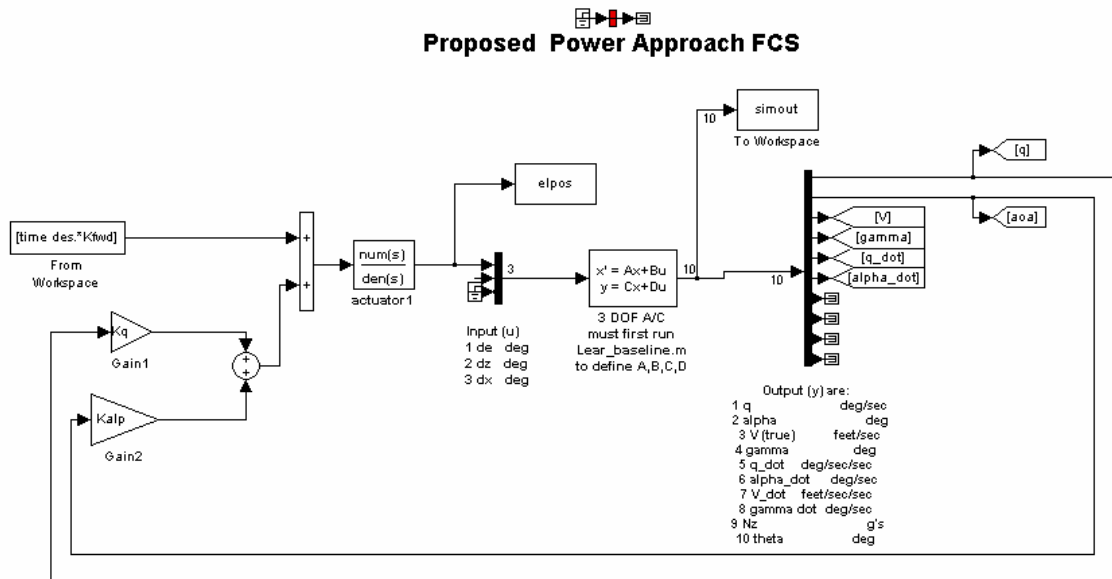 Proposed Power Approach FCS
simout
10
To Workspace
[q]
elpos
[aoa]
[time des.*Kfwd]
From
Workspace
+
+
num(s)
den(s)
actuator1
3
x' = Ax+Bu
y = Cx+Du
10
10
[V]
[gamma]
[q_dot]
[alpha_dot]
3 DOF A/C
must first run
Lear_baseline.m
to define A,B,C,D
Input (u)
1 de deg
2 dz deg
3 dx deg
Kq
Gain1
+
+
Kalp
Gain2
Output (y) are:
1 q deg/sec
2 alpha deg
3 V (true) feet/sec
4 gamma deg
5 q_dot deg/sec/sec
6 alpha_dot deg/sec
7 V_dot feet/sec/sec
8 gamma dot deg/sec
9 Nz g's
10 theta deg